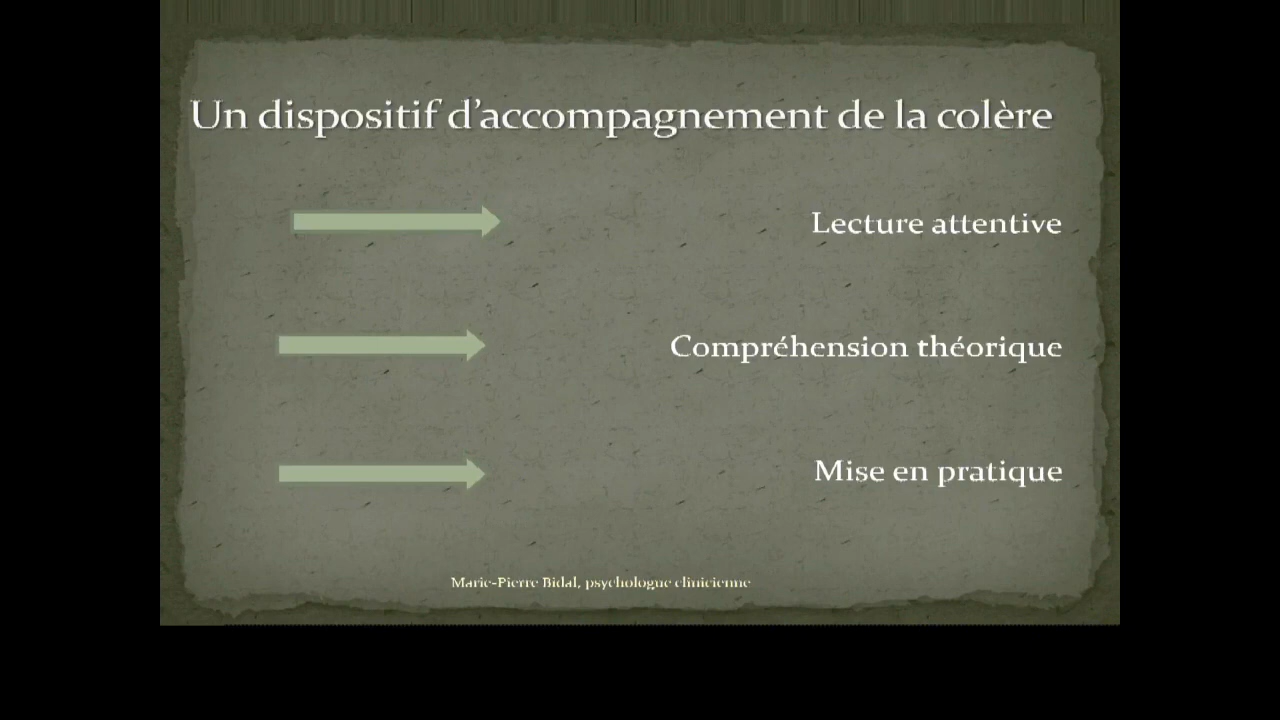 Un dispositif d’accompagnement de la colère
Lecture attentive
Compréhension théorique
Mise en pratique
Marie-Pierre Bidal, psychologue clinicienne